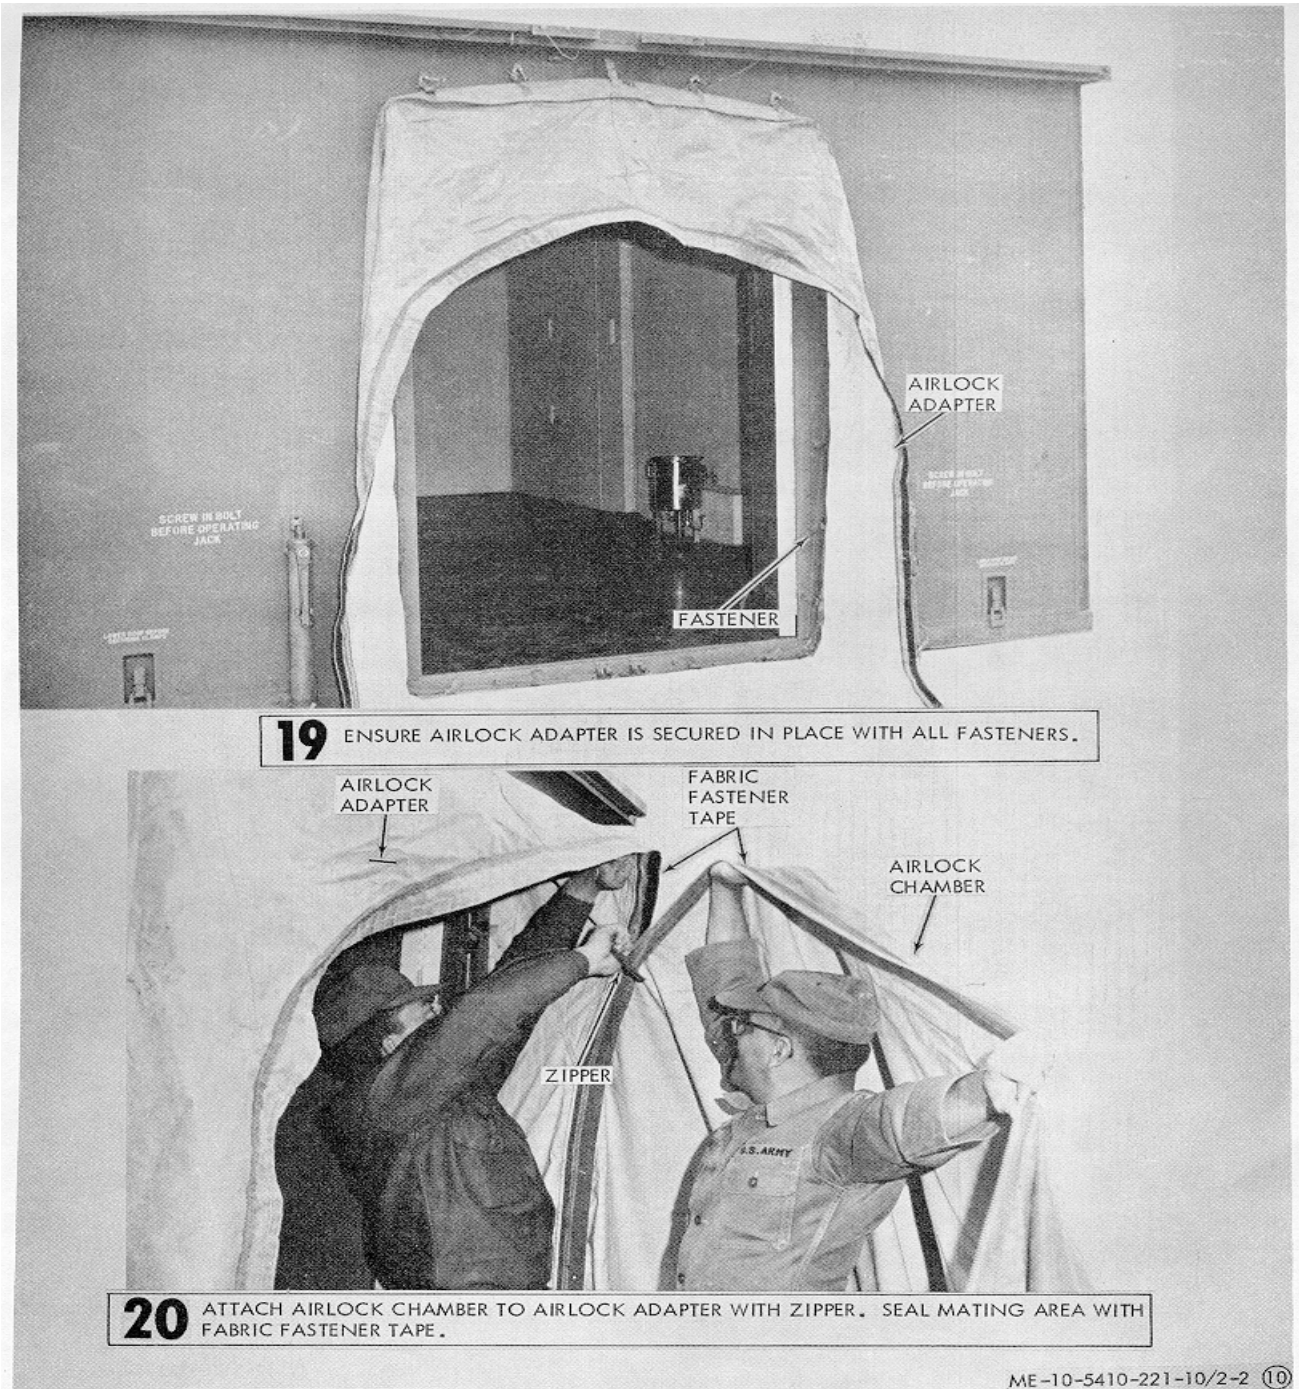 AIRLOCK
ADAPTER
SCREW IN BOLT
BEFORE OPERATING
JACK
SCREW IN BOLT
BEFORE OPERATING
JACK
FASTENER
19 ENSURE AIRLOCK ADAPTER IS SECURED IN PLACE WITH ALL FASTENERS.
AIRLOCK
ADAPTER
FABRIC
FASTENER
TAPE
AIRLOCK
CHAMBER
ZIPPER
U.S. ARMY
20 ATTACH AIRLOCK CHAMBER TO AIRLOCK ADAPTER WITH ZIPPER. SEAL MATING AREA WITH
FABRIC FASTENER TAPE.
ME-10-5410-221-10/2-2 10